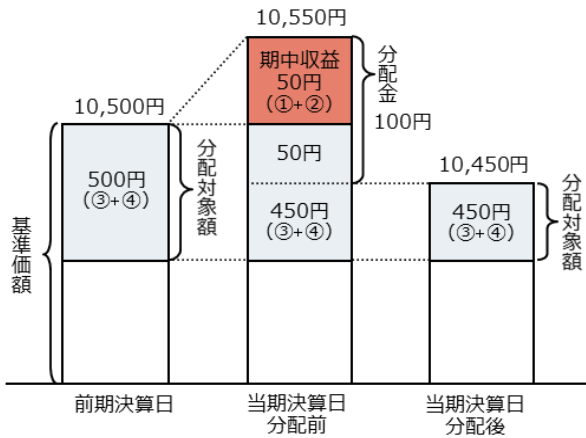 10,550円
期中収益
50円
(①+②)
分配金
100円
10,500円
50円
10,450円
500円
(③+④)
分配対象額
450円
(③+④)
450円
(③+④)
分配対象額
基準価額
前期決算日
当期決算日
分配前
当期決算日
分配後